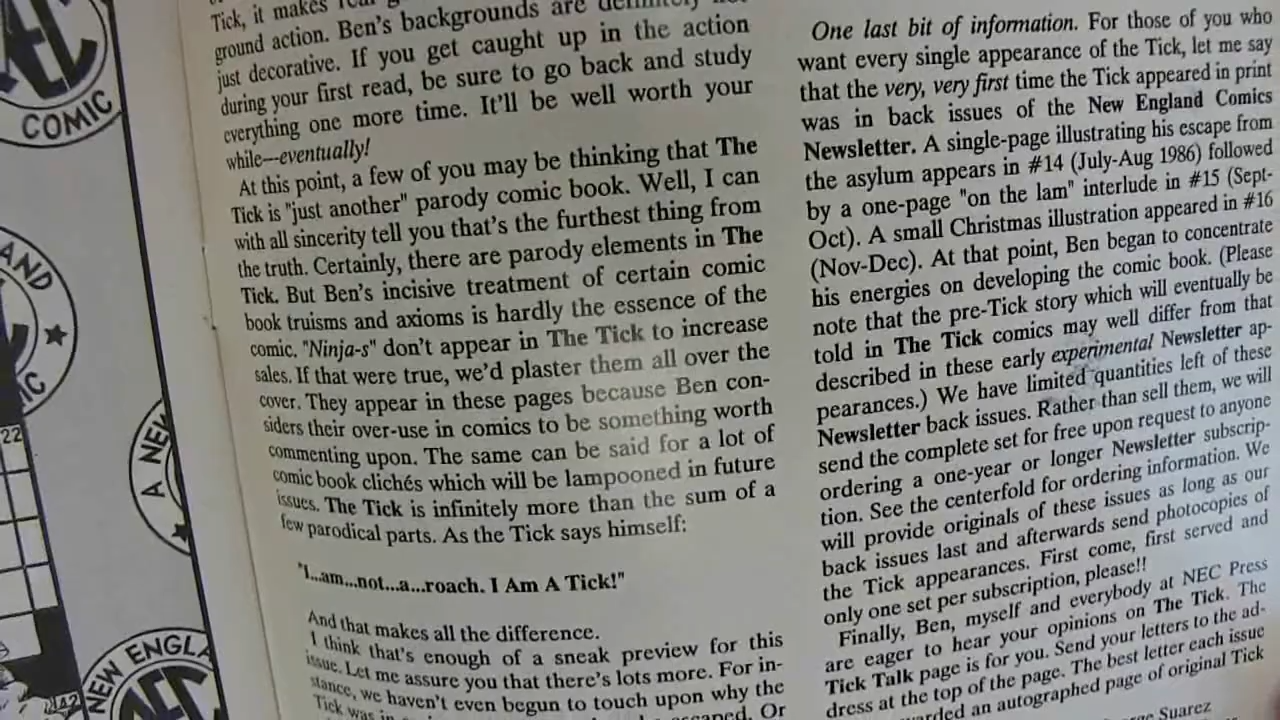 Tick, it makes
ground action. Ben's backgrounds are definitely not
just decorative. If you get caught up in the action
during your first read, be sure to go back and study
everything one more time. It'll be well worth your
while—eventually!
At this point, a few of you may be thinking that The
Tick is "just another" parody comic book. Well, I can
with all sincerity tell you that's the furthest thing from
the truth. Certainly, there are parody elements in The
Tick. But Ben's incisive treatment of certain comic
book truisms and axioms is hardly the essence of the
comic. "Ninja-s" don't appear in The Tick to increase
sales. If that were true, we'd plaster them all over the
cover. They appear in these pages because Ben con-
siders their over-use in comics to be something worth
commenting upon. The same can be said for a lot of
comic book clichés which will be lampooned in future
issues. The Tick is infinitely more than the sum of a
few parodical parts. As the Tick says himself:
"I...am...not...a...roach. I Am A Tick!"
And that makes all the difference.
I think that's enough of a sneak preview for this
issue. Let me assure you that there's lots more. For in-
stance, we haven't even begun to touch upon why the
Tick was in
escaped. Or
One last bit of information. For those of you who
want every single appearance of the Tick, let me say
that the very, very first time the Tick appeared in print
was in back issues of the New England Comics
Newsletter. A single-page illustrating his escape from
the asylum appears in #14 (July-Aug 1986) followed
by a one-page "on the lam" interlude in #15 (Sept-
Oct). A small Christmas illustration appeared in #16
(Nov-Dec). At that point, Ben began to concentrate
his energies on developing the comic book. (Please
note that the pre-Tick story which will eventually be
told in The Tick comics may well differ from that
described in these early experimental Newsletter ap-
pearances.) We have limited quantities left of these
Newsletter back issues. Rather than sell them, we will
send the complete set for free upon request to anyone
ordering a one-year or longer Newsletter subscrip-
tion. See the centerfold for ordering information. We
will provide originals of these issues as long as our
back issues last and afterwards send photocopies of
the Tick appearances. First come, first served and
only one set per subscription, please!!
Finally, Ben, myself and everybody at NEC Press
are eager to hear your opinions on The Tick. The
Tick Talk page is for you. Send your letters to the ad-
dress at the top of the page. The best letter each issue
an autographed page of original Tick
Suarez
COMIC
AND
22
A NEW
NEW ENGLA